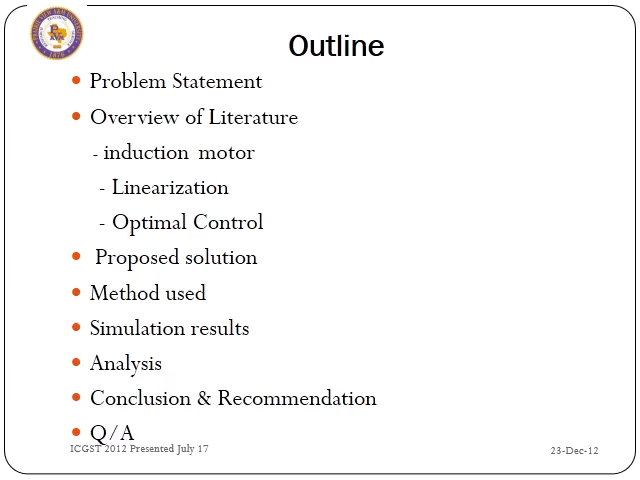 Outline
• Problem Statement
• Overview of Literature
- induction motor
- Linearization
- Optimal Control
• Proposed solution
• Method used
• Simulation results
• Analysis
• Conclusion & Recommendation
• Q/A
ICGST 2012 Presented July 17
23-Dec-12